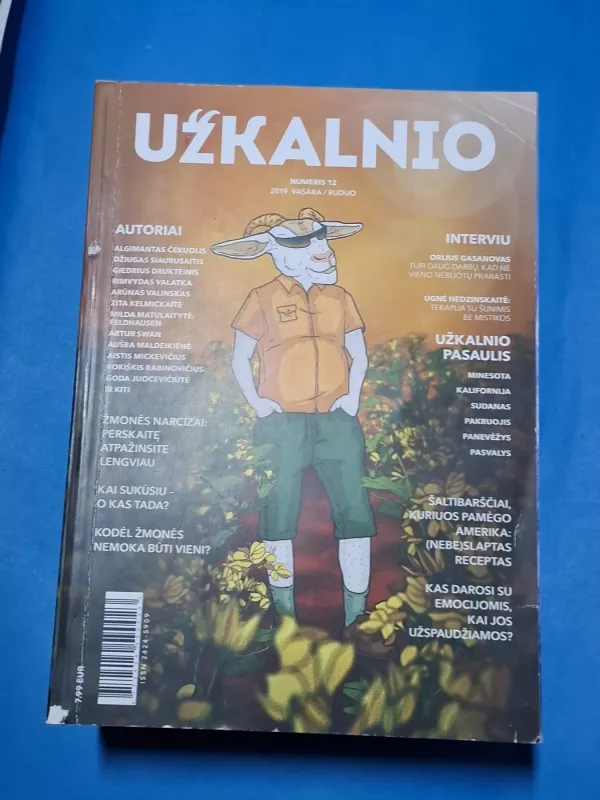 UŽKALNIO
NUMERIS 12
2019 VASARA / RUDUO
AUTORIAI
ALGIMANTAS ČEKUOLIS
DŽIUGAS SIAURUSAITIS
GIEDRIUS DRUKTEINIS
RIMVYDAS VALATKA
ARŪNAS VALINSKAS
ZITA KELMICKAITĖ
MILDA MATULAITYTĖ-
FELDHAUSEN
ARTUR SWAN
AUŠRA MALDEIKIENĖ
AISTIS MICKEVIČIUS
ROKIŠKIS RABINOVIČIUS
GODA JUOCEVIČIŪTĖ
IR KITI
ŽMONĖS NARCIZAI:
PERSKAITĘ
ATPAŽINSITE
LENGVIAU
KAI SUKŪSIU -
O KAS TADA?
KODĖL ŽMONĖS
NEMOKA BŪTI VIENI?
7.99 EUR
ISSN 2424-5909
INTERVIU
ORIJUS GASANOVAS
TURI DAUG DARBŲ, KAD NĖ
VIENO NEBIJOTŲ PRARASTI
UGNĖ NEDZINSKAITĖ:
TERAPIJA SU ŠUNIMIS
BE MISTIKOS
UŽKALNIO
PASAULIS
MINESOTA
KALIFORNIJA
SUDANAS
PAKRUOJIS
PANEVĖŽYS
PASVALYS
ŠALTIBARŠČIAI,
KURIUOS PAMĖGO
AMERIKA:
(NEBE)SLAPTAS
RECEPTAS
KAS DAROSI SU
EMOCIJOMIS,
KAI JOS
UŽSPAUDŽIAMOS?